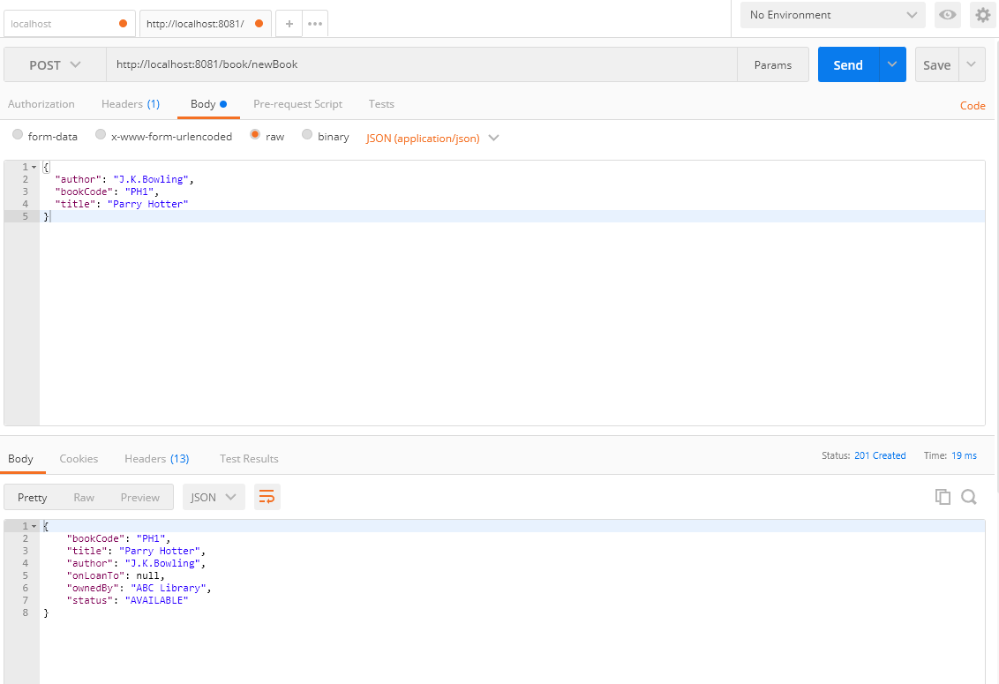 localhost
http://localhost:8081/
+
No Environment
POST
http://localhost:8081/book/newBook
Params
Send
Save
Authorization
Headers (1)
Body
Pre-request Script
Tests
Code
form-data
x-www-form-urlencoded
raw
binary
JSON (application/json)
1 {
2 "author": "J.K.Bowling",
3 "bookCode": "PH1",
4 "title": "Parry Hotter"
5 }
Body
Cookies
Headers (13)
Test Results
Status: 201 Created
Time: 19 ms
Pretty
Raw
Preview
JSON
1 {
2 "bookCode": "PH1",
3 "title": "Parry Hotter",
4 "author": "J.K.Bowling",
5 "onLoanTo": null,
6 "ownedBy": "ABC Library",
7 "status": "AVAILABLE"
8 }